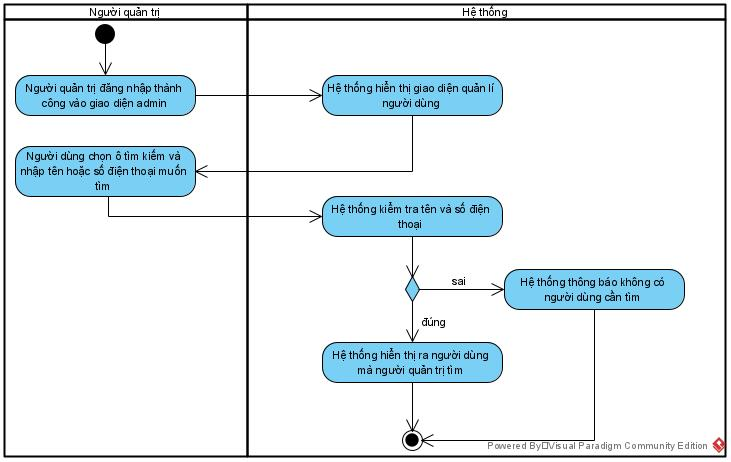 Người quản trị
Hệ thống
Người quản trị đăng nhập thành
công vào giao diện admin
Hệ thống hiển thị giao diện quản lí
người dùng
Người dùng chọn ô tìm kiếm và
nhập tên hoặc số điện thoại muốn
tìm
Hệ thống kiểm tra tên và số điện
thoại
sai
Hệ thống thông báo không có
người dùng cần tìm
đúng
Hệ thống hiển thị ra người dùng
mà người quản trị tìm
Powered By Visual Paradigm Community Edition